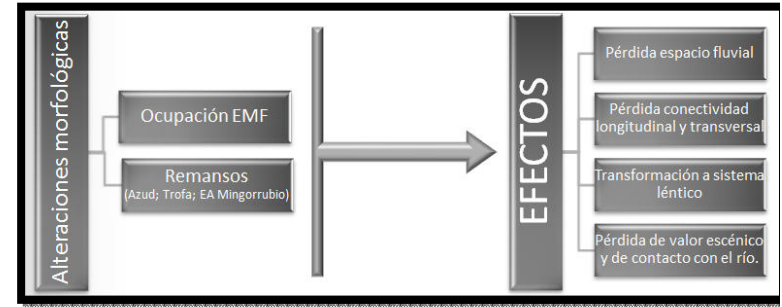 Alteraciones morfológicas
Ocupación EMF
Remansos
(Azud; Trofa; EA Mingorrubio)
EFECTOS
Pérdida espacio fluvial
Pérdida conectividad
longitudinal y transversal
Transformación a sistema
léntico
Pérdida de valor escénico
y de contacto con el río.